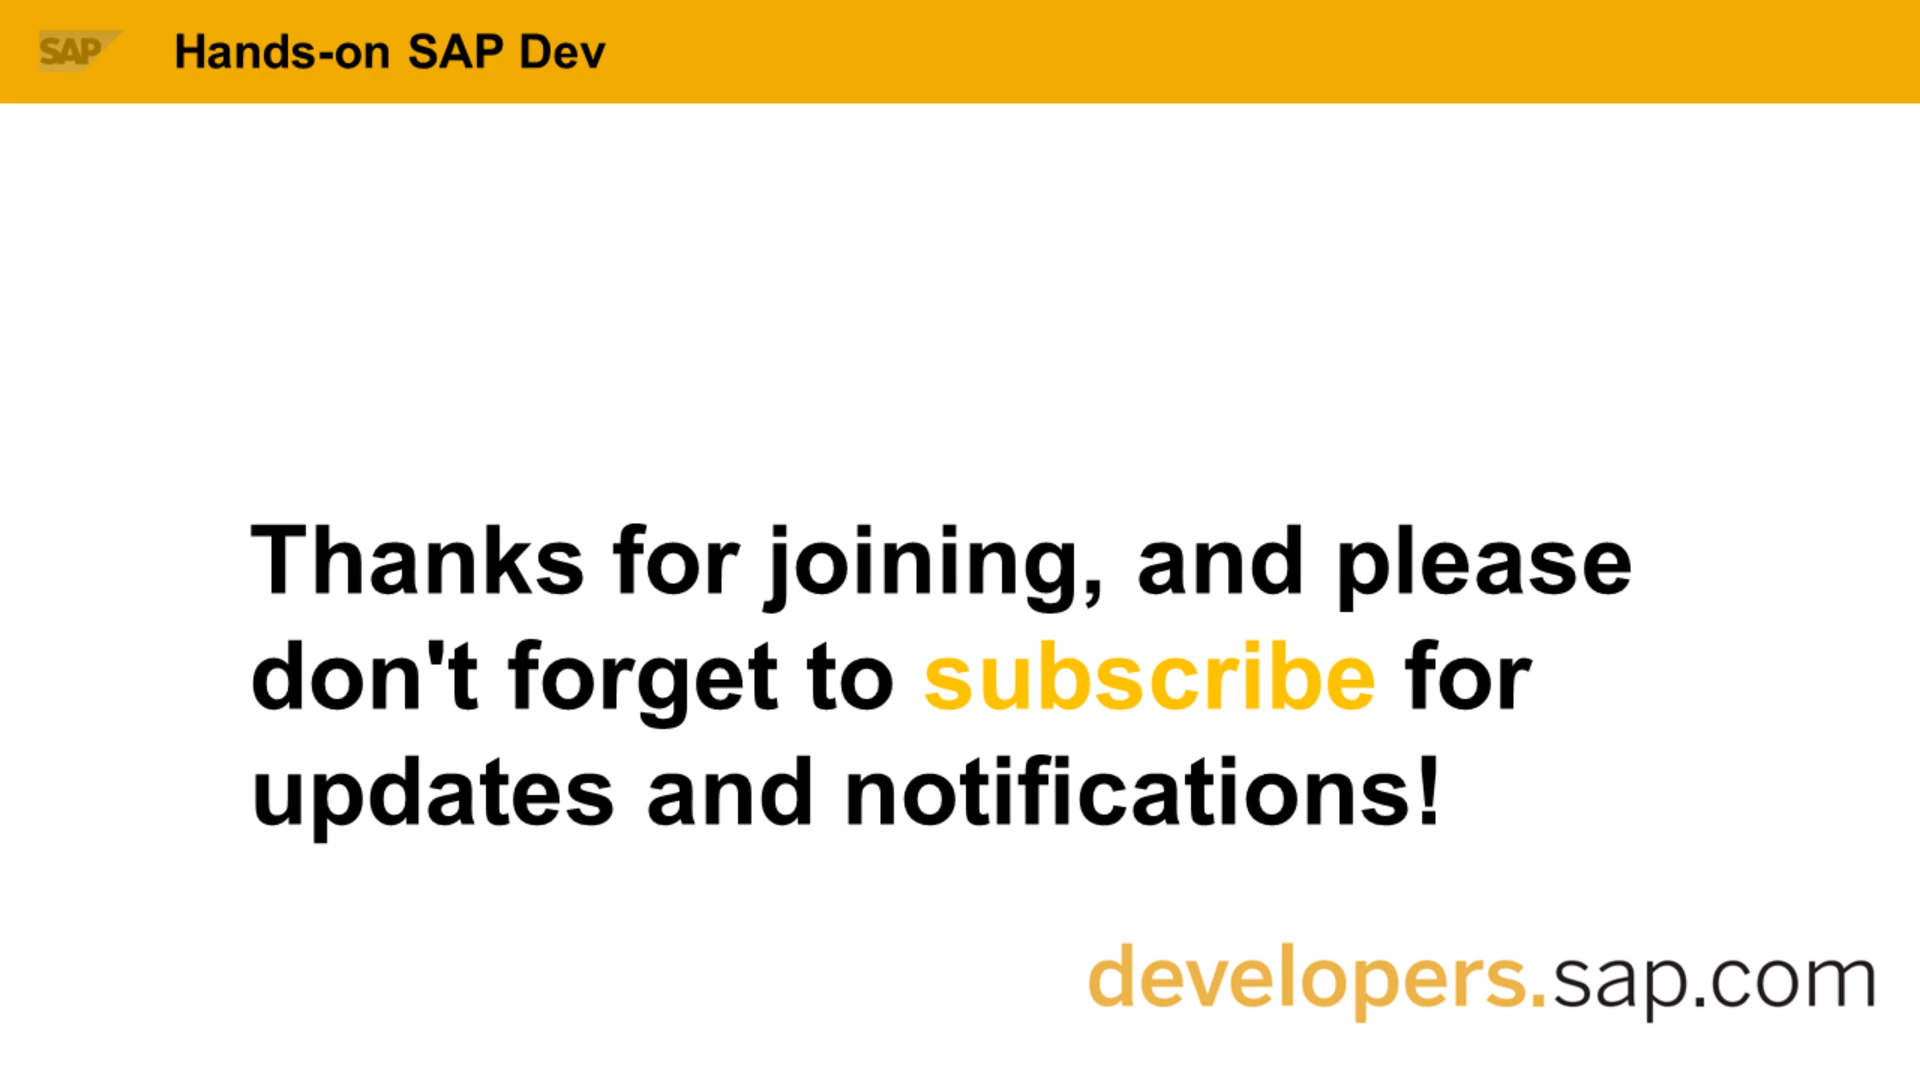 SAP Hands-on SAP Dev
Thanks for joining, and please
don't forget to subscribe for
updates and notifications!
developers.sap.com